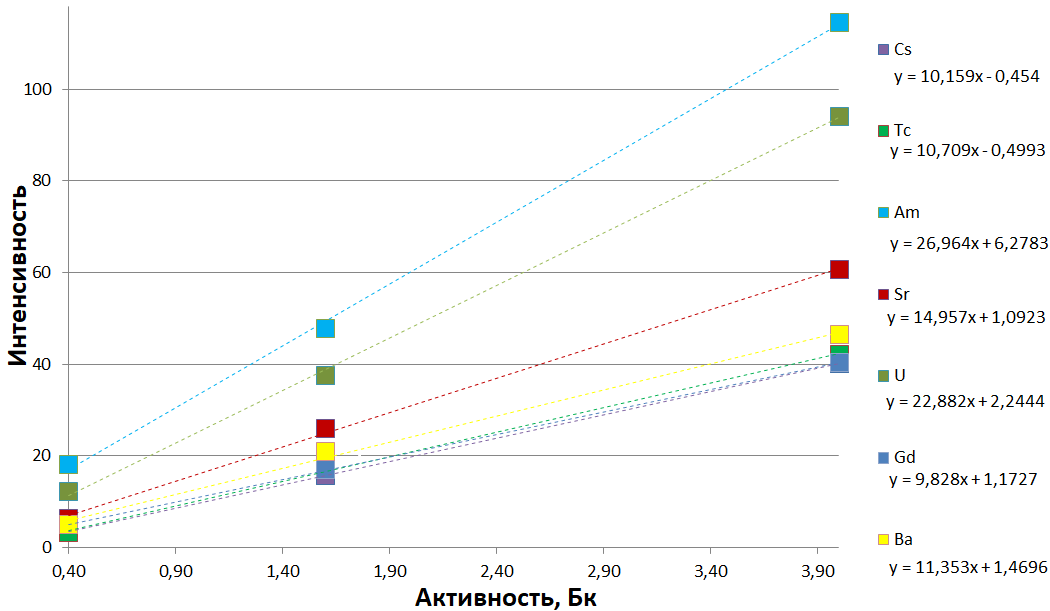 Интенсивность
100
80
60
40
20
0
0,40
0,90
1,40
1,90
2,40
2,90
3,40
3,90
Активность, Бк
Cs
y = 10,159x - 0,454
Tc
y = 10,709x - 0,4993
Am
y = 26,964x + 6,2783
Sr
y = 14,957x + 1,0923
U
y = 22,882x + 2,2444
Gd
y = 9,828x + 1,1727
Ba
y = 11,353x + 1,4696